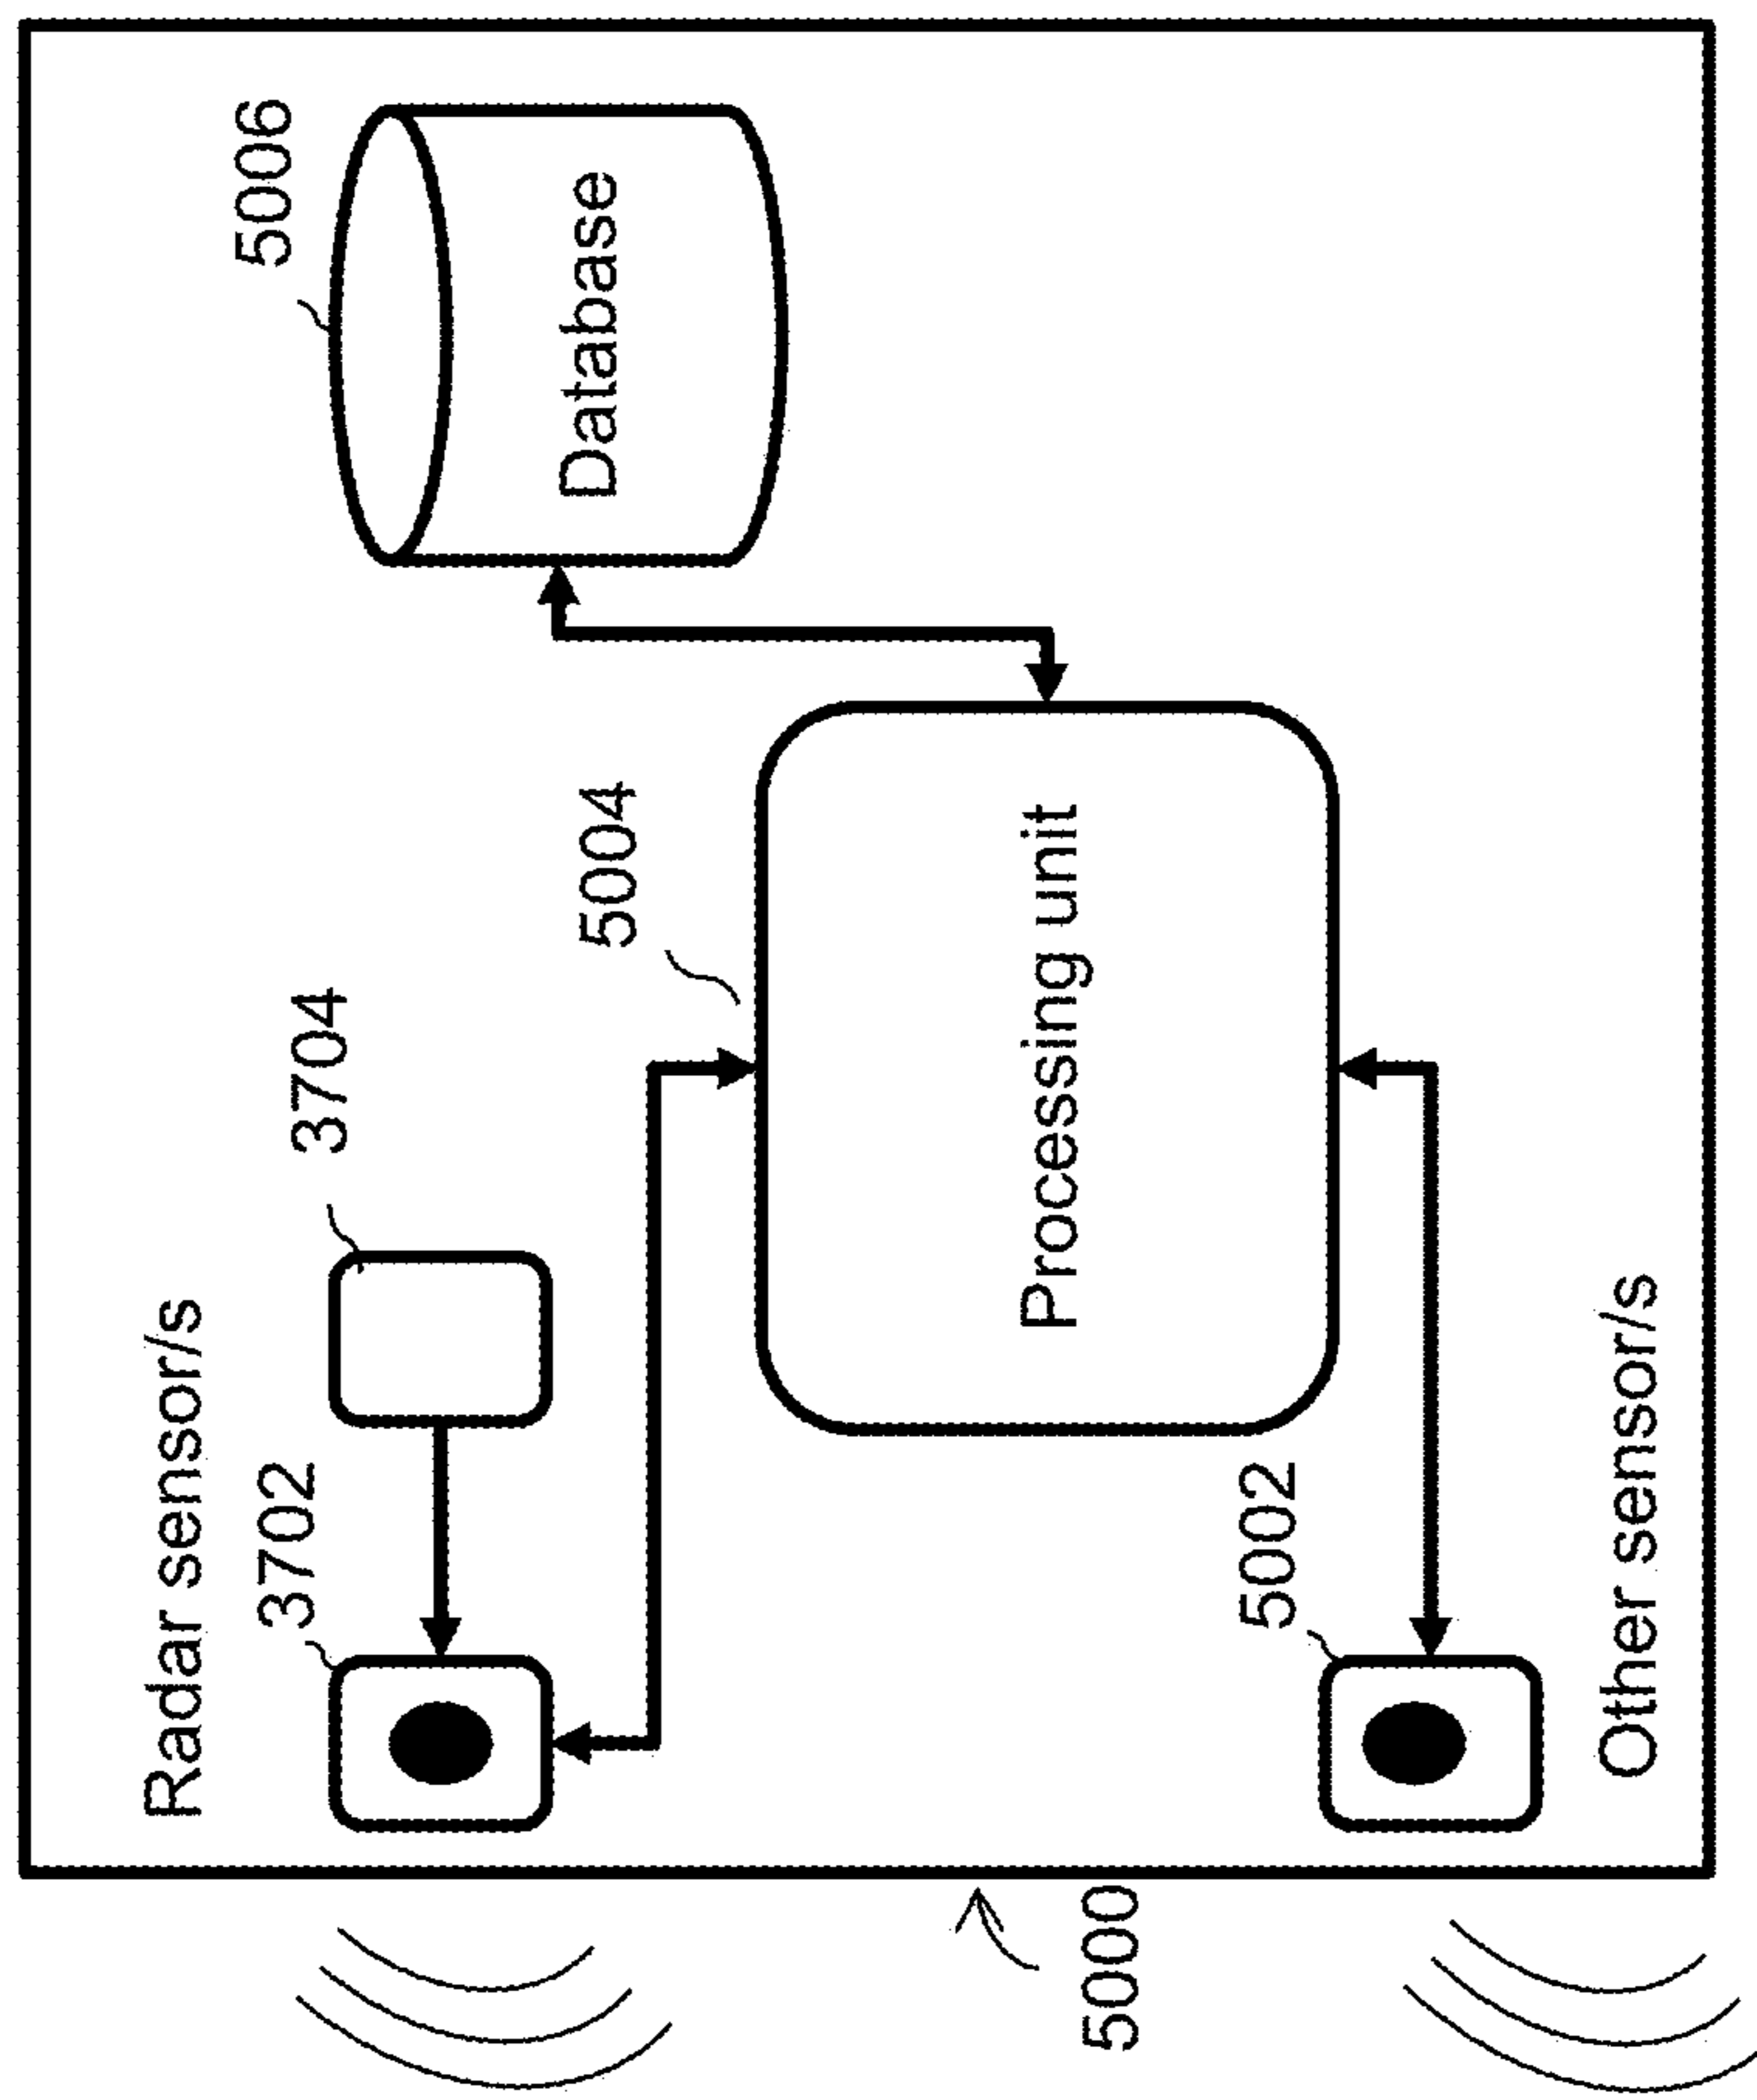 Radar sensor/s
3702
3704
5006
Database
5004
Processing unit
5000
5002
Other sensor/s